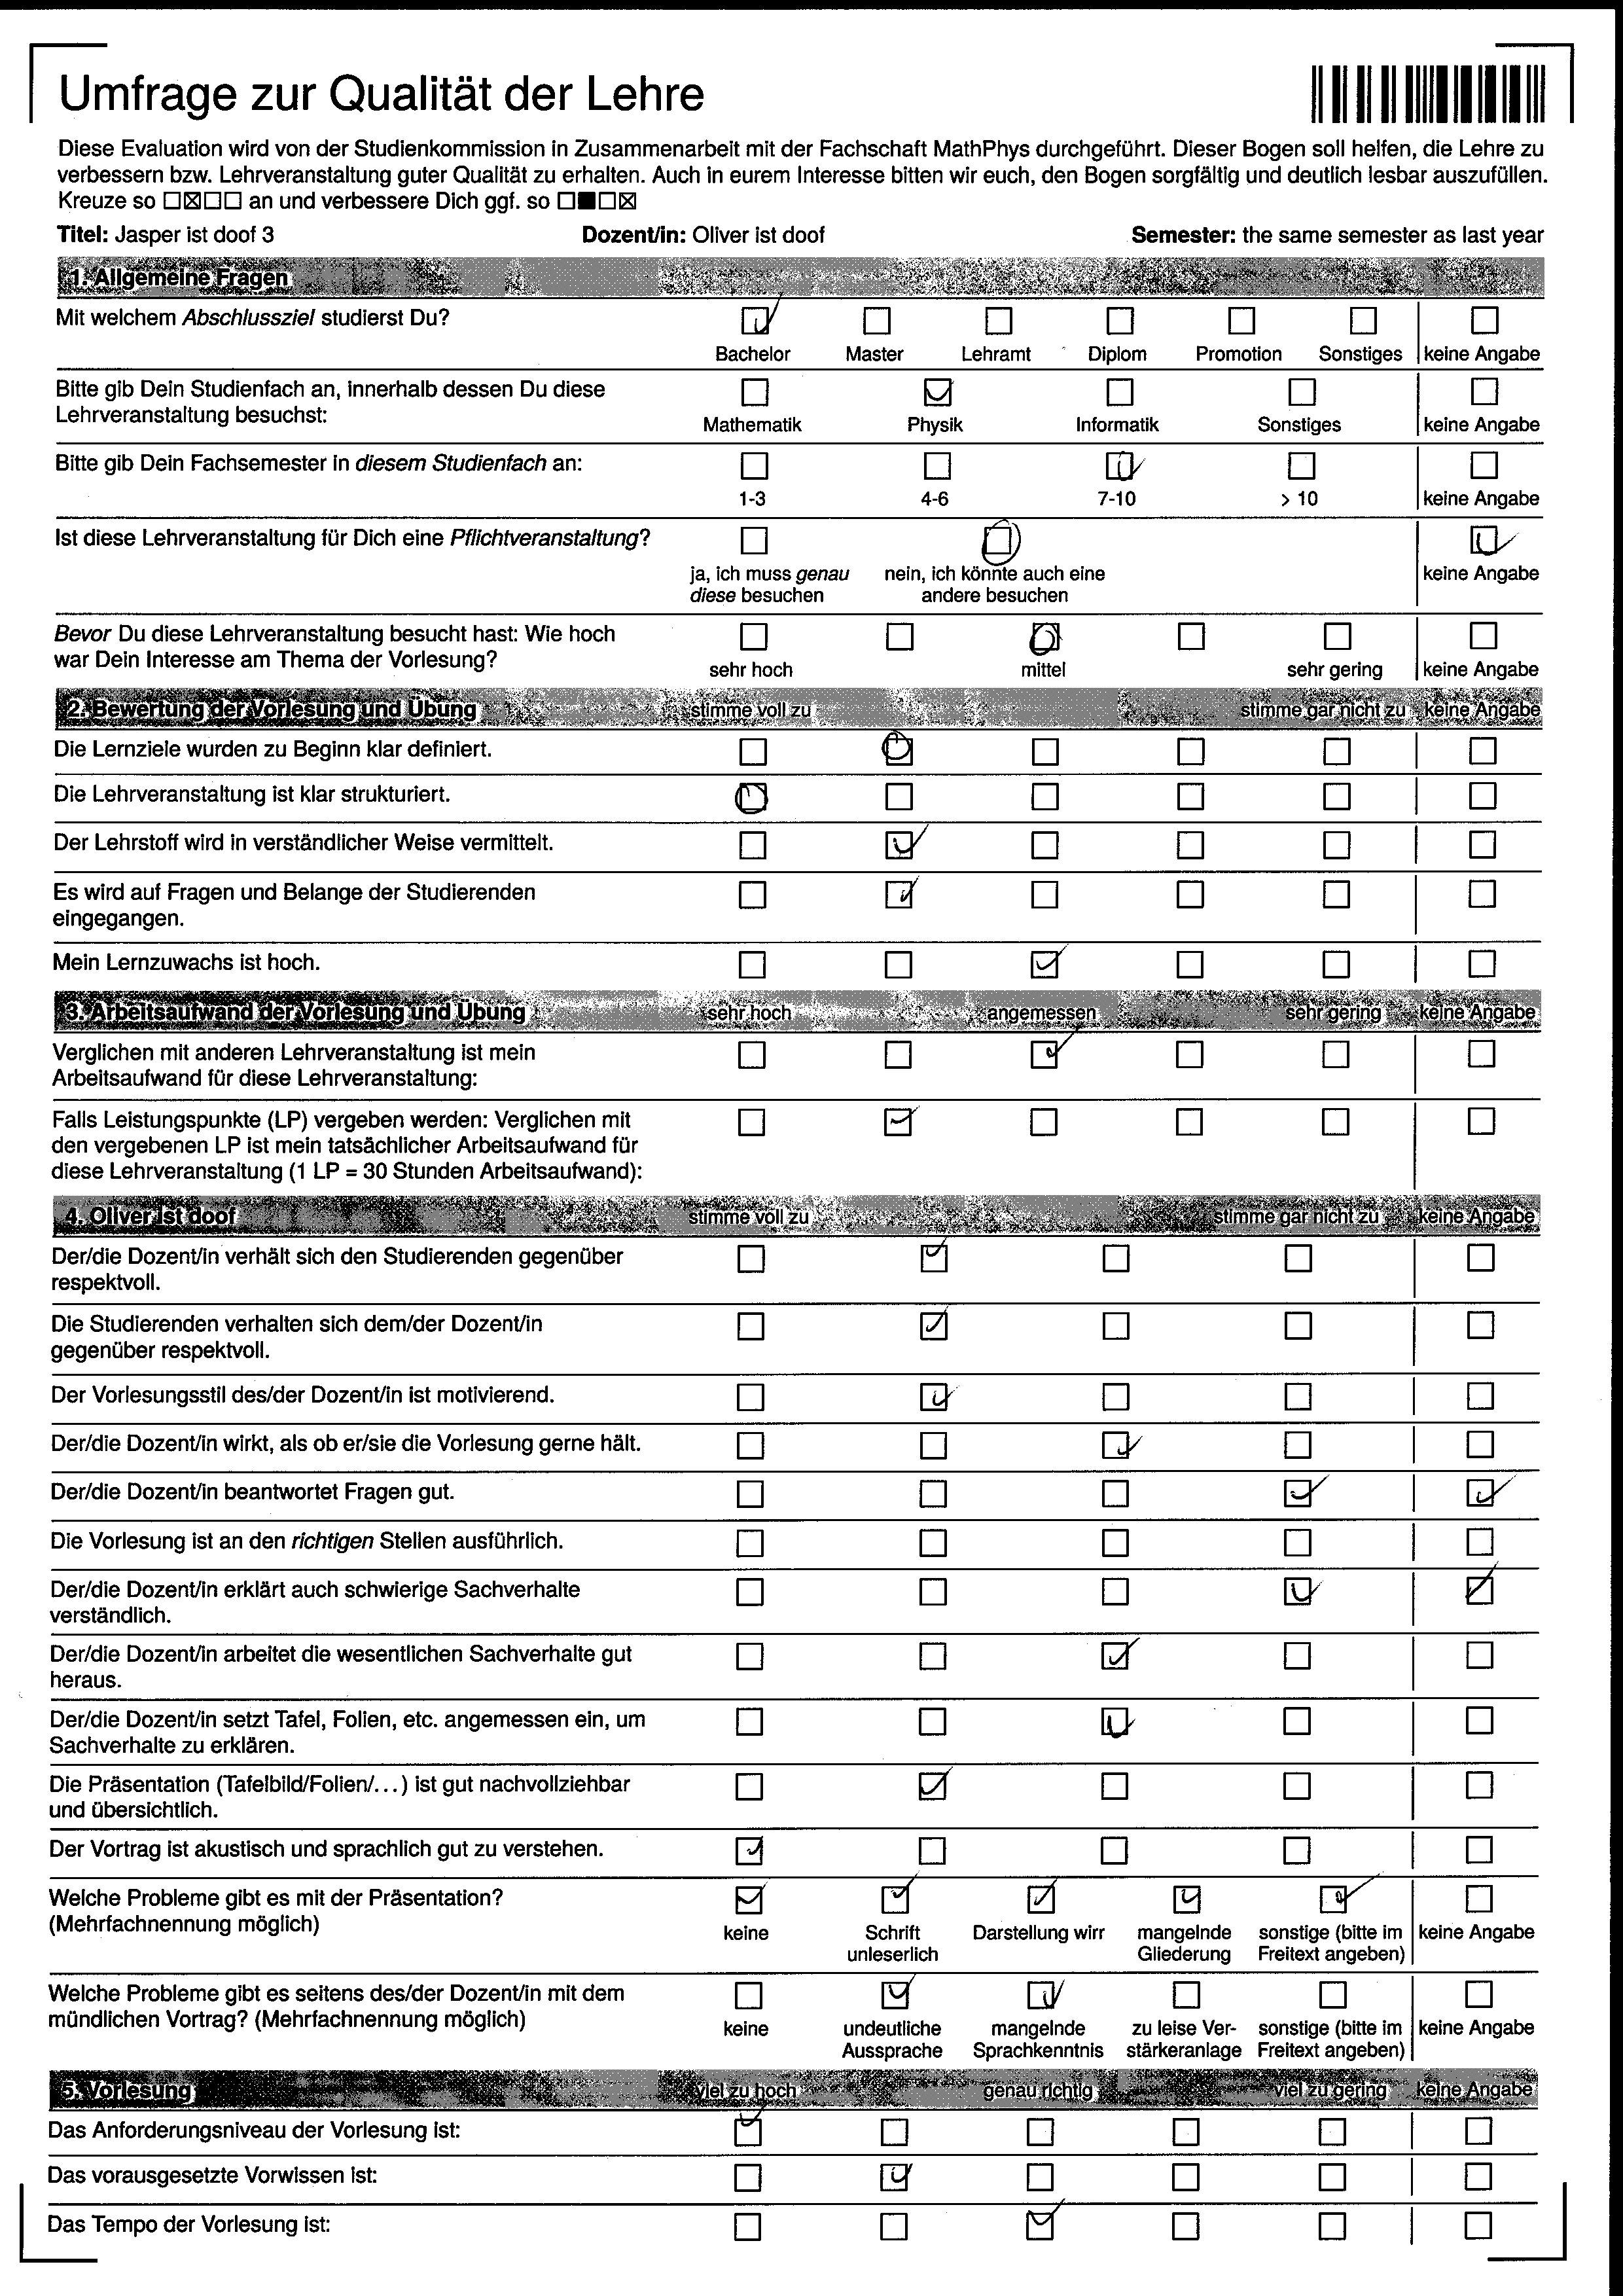 Umfrage zur Qualität der Lehre
Diese Evaluation wird von der Studienkommission in Zusammenarbeit mit der Fachschaft MathPhys durchgeführt. Dieser Bogen soll helfen, die Lehre zu
verbessern bzw. Lehrveranstaltung guter Qualität zu erhalten. Auch in eurem Interesse bitten wir euch, den Bogen sorgfältig und deutlich lesbar auszufüllen.
Kreuze so ☐☒☐☐ an und verbessere Dich ggf. so ☐■☐☒
Titel: Jasper ist doof 3 Dozent/in: Oliver ist doof Semester: the same semester as last year
1. Allgemeine Fragen
Mit welchem Abschlussziel studierst Du?
Bachelor Master Lehramt Diplom Promotion Sonstiges keine Angabe
Bitte gib Dein Studienfach an, innerhalb dessen Du diese
Lehrveranstaltung besuchst:
Mathematik Physik Informatik Sonstiges keine Angabe
Bitte gib Dein Fachsemester in diesem Studienfach an:
1-3 4-6 7-10 > 10 keine Angabe
Ist diese Lehrveranstaltung für Dich eine Pflichtveranstaltung?
ja, ich muss genau nein, ich könnte auch eine keine Angabe
diese besuchen andere besuchen
Bevor Du diese Lehrveranstaltung besucht hast: Wie hoch
war Dein Interesse am Thema der Vorlesung?
sehr hoch mittel sehr gering keine Angabe
2. Bewertung der Vorlesung und Übung stimme voll zu stimme gar nicht zu keine Angabe
Die Lernziele wurden zu Beginn klar definiert.
Die Lehrveranstaltung ist klar strukturiert.
Der Lehrstoff wird in verständlicher Weise vermittelt.
Es wird auf Fragen und Belange der Studierenden
eingegangen.
Mein Lernzuwachs ist hoch.
3. Arbeitsaufwand der Vorlesung und Übung sehr hoch angemessen sehr gering keine Angabe
Verglichen mit anderen Lehrveranstaltung ist mein
Arbeitsaufwand für diese Lehrveranstaltung:
Falls Leistungspunkte (LP) vergeben werden: Verglichen mit
den vergebenen LP ist mein tatsächlicher Arbeitsaufwand für
diese Lehrveranstaltung (1 LP = 30 Stunden Arbeitsaufwand):
4. Oliver ist doof stimme voll zu stimme gar nicht zu keine Angabe
Der/die Dozent/in verhält sich den Studierenden gegenüber
respektvoll.
Die Studierenden verhalten sich dem/der Dozent/in
gegenüber respektvoll.
Der Vorlesungsstil des/der Dozent/in ist motivierend.
Der/die Dozent/in wirkt, als ob er/sie die Vorlesung gerne hält.
Der/die Dozent/in beantwortet Fragen gut.
Die Vorlesung ist an den richtigen Stellen ausführlich.
Der/die Dozent/in erklärt auch schwierige Sachverhalte
verständlich.
Der/die Dozent/in arbeitet die wesentlichen Sachverhalte gut
heraus.
Der/die Dozent/in setzt Tafel, Folien, etc. angemessen ein, um
Sachverhalte zu erklären.
Die Präsentation (Tafelbild/Folien/...) ist gut nachvollziehbar
und übersichtlich.
Der Vortrag ist akustisch und sprachlich gut zu verstehen.
Welche Probleme gibt es mit der Präsentation?
(Mehrfachnennung möglich)
keine Schrift Darstellung wirr mangelnde sonstige (bitte im keine Angabe
unleserlich Gliederung Freitext angeben)
Welche Probleme gibt es seitens des/der Dozent/in mit dem
mündlichen Vortrag? (Mehrfachnennung möglich)
keine undeutliche mangelnde zu leise Ver- sonstige (bitte im keine Angabe
Aussprache Sprachkenntnis stärkeranlage Freitext angeben)
5. Vorlesung viel zu hoch genau richtig viel zu gering keine Angabe
Das Anforderungsniveau der Vorlesung ist:
Das vorausgesetzte Vorwissen ist:
Das Tempo der Vorlesung ist: